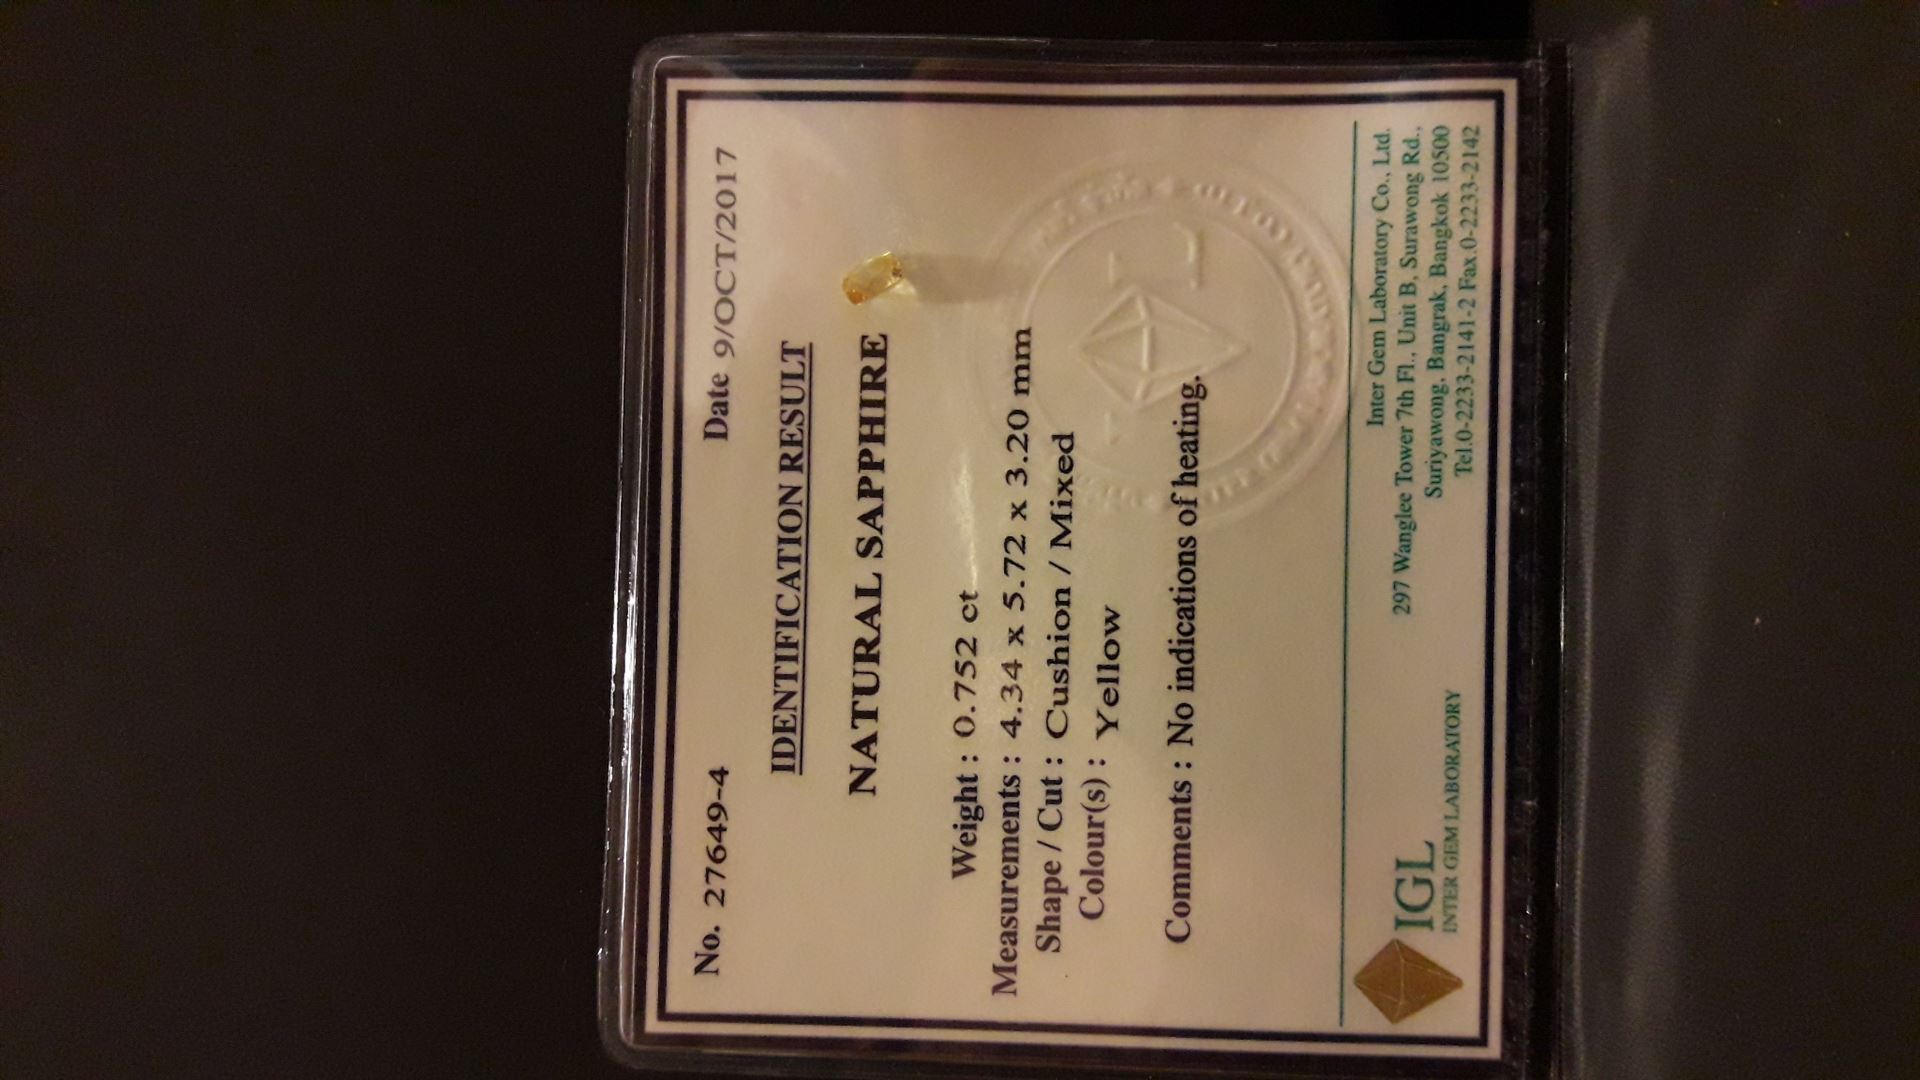 No. 27649-4 Date 9/OCT/2017
IDENTIFICATION RESULT
NATURAL SAPPHIRE
Weight : 0.752 ct
Measurements : 4.34 x 5.72 x 3.20 mm
Shape / Cut : Cushion / Mixed
Colour(s) : Yellow
Comments : No indications of heating.
IGL
INTER GEM LABORATORY
Inter Gem Laboratory Co., Ltd.
297 Wanglee Tower 7th Fl., Unit B, Surawong Rd.,
Suriyawong, Bangrak, Bangkok 10500
Tel.0-2233-2141-2 Fax.0-2233-2142